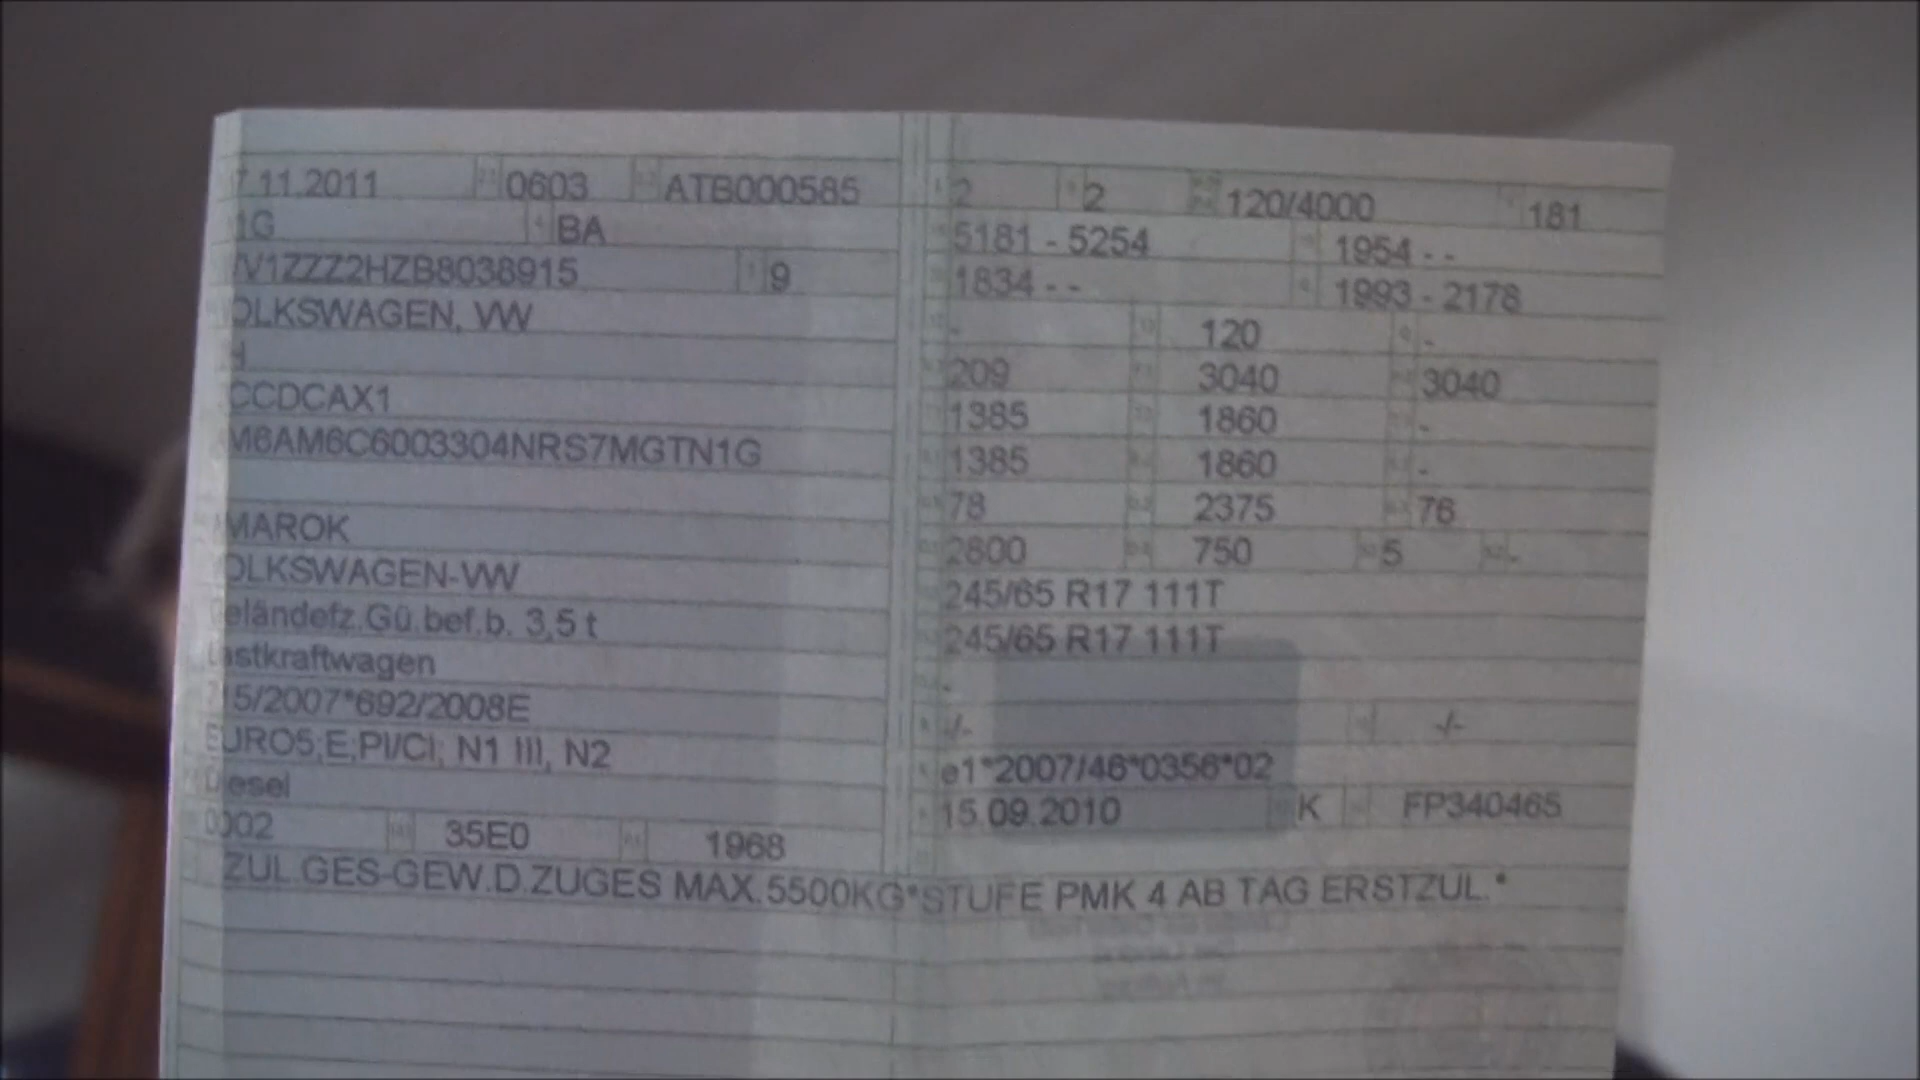 7.11.2011 0603 ATB000585
1G BA
WV1ZZZ2HZB8038915 9
OLKSWAGEN, VW
H
CCDCAX1
M6AM6C6003304NRS7MGTN1G
MAROK
OLKSWAGEN-VW
eländefz.Gü.bef.b. 3,5 t
astkraftwagen
715/2007*692/2008E
EURO5;E;PI/CI; N1 III, N2
Diesel
0002 35E0 1968
2 2 120/4000 181
5181 - 5254 1954 - -
1834 - - 1993 - 2178
- 120 -
209 3040 3040
1385 1860 -
1385 1860 -
78 2375 76
2800 750 5 -
245/65 R17 111T
245/65 R17 111T
-
-/- -/-
e1*2007/46*0356*02
15.09.2010 K FP340465
ZUL.GES-GEW.D.ZUGES MAX.5500KG*STUFE PMK 4 AB TAG ERSTZUL.*